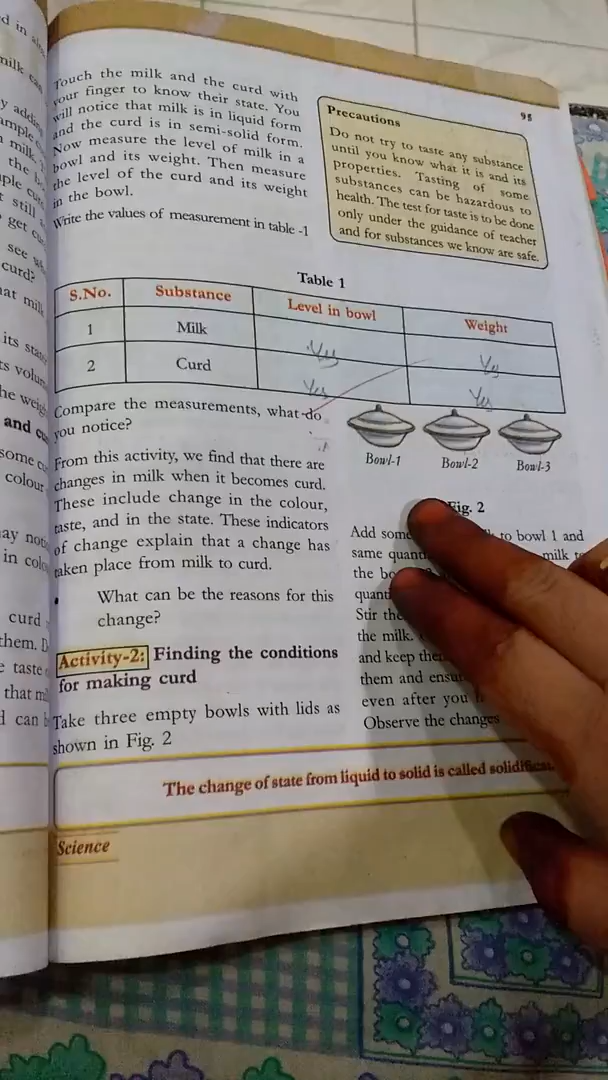 95
Touch the milk and the curd with
your finger to know their state. You
will notice that milk is in liquid form
and the curd is in semi-solid form.
Now measure the level of milk in a
bowl and its weight. Then measure
the level of the curd and its weight
in the bowl.
Write the values of measurement in table -1
Precautions
Do not try to taste any substance
until you know what it is and its
properties. Tasting of some
substances can be hazardous to
health. The test for taste is to be done
only under the guidance of teacher
and for substances we know are safe.
Table 1
S.No. Substance Level in bowl Weight
1 Milk Yes Yes
2 Curd Yes Yes
Compare the measurements, what do
you notice?
From this activity, we find that there are
changes in milk when it becomes curd.
These include change in the colour,
taste, and in the state. These indicators
of change explain that a change has
taken place from milk to curd.
• What can be the reasons for this
change?
Activity-2: Finding the conditions
for making curd
Take three empty bowls with lids as
shown in Fig. 2
Bowl-1 Bowl-2 Bowl-3
Fig. 2
Add some to bowl 1 and
same milk
the
Stir the
the milk.
and keep
them and
even after you
Observe the changes
The change of state from liquid to solid is called
Science